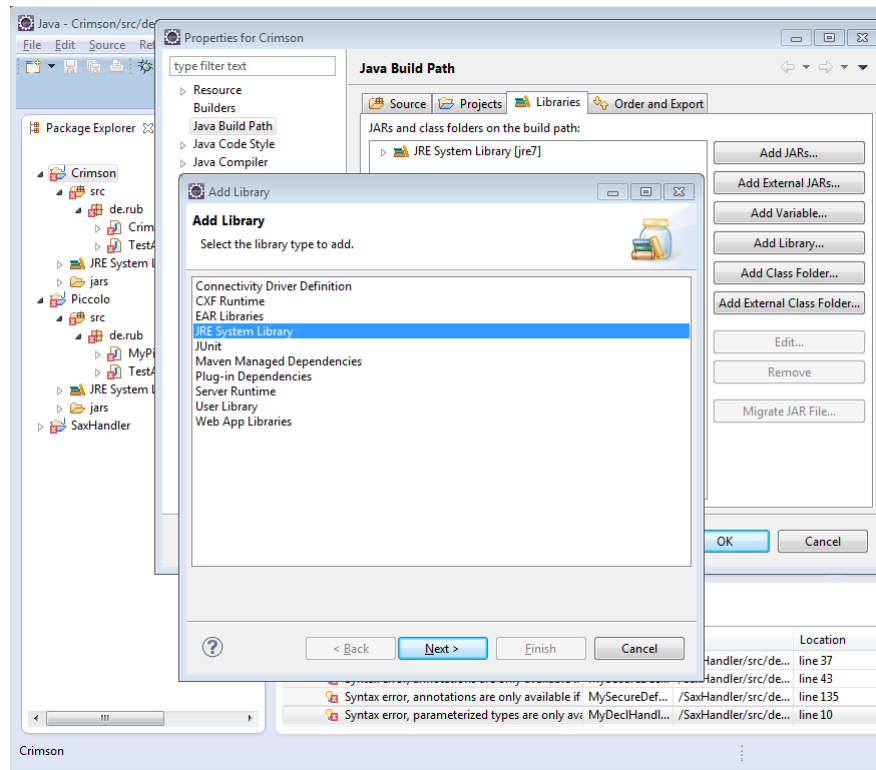 Java - Crimson/src/de
File Edit Source Ref
Package Explorer
Crimson
src
de.rub
Crim
TestA
JRE System L
jars
Piccolo
src
de.rub
MyPi
TestA
JRE System L
jars
SaxHandler
Properties for Crimson
type filter text
Resource
Builders
Java Build Path
Java Code Style
Java Compiler
Java Build Path
Source Projects Libraries Order and Export
JARs and class folders on the build path:
JRE System Library [jre7]
Add JARs...
Add External JARs...
Add Variable...
Add Library...
Add Class Folder...
Add External Class Folder...
Edit...
Remove
Migrate JAR File...
OK Cancel
Add Library
Add Library
Select the library type to add.
Connectivity Driver Definition
CXF Runtime
EAR Libraries
JRE System Library
JUnit
Maven Managed Dependencies
Plug-in Dependencies
Server Runtime
User Library
Web App Libraries
? < Back Next > Finish Cancel
Location
Handler/src/de... line 37
/SaxHandler/src/de... line 43
Syntax error, annotations are only available if MySecureDef... /SaxHandler/src/de... line 135
Syntax error, parameterized types are only ava MyDeclHandl... /SaxHandler/src/de... line 10
Crimson